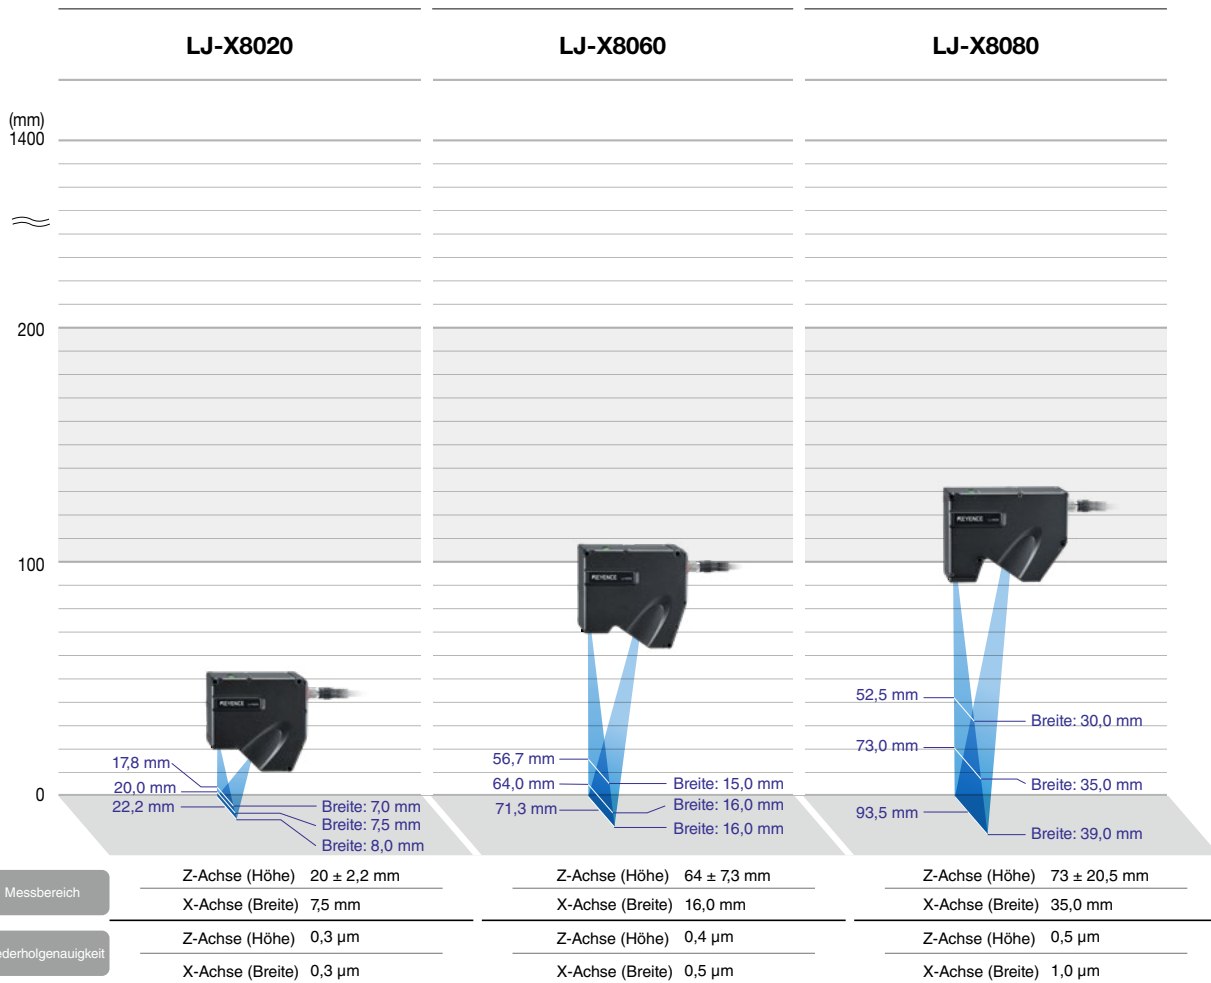 LJ-X8020
LJ-X8060
LJ-X8080
(mm)
1400
200
100
0
KEYENCE
17,8 mm
20,0 mm
22,2 mm
Breite: 7,0 mm
Breite: 7,5 mm
Breite: 8,0 mm
KEYENCE
56,7 mm
64,0 mm
71,3 mm
Breite: 15,0 mm
Breite: 16,0 mm
Breite: 16,0 mm
KEYENCE
52,5 mm
73,0 mm
93,5 mm
Breite: 30,0 mm
Breite: 35,0 mm
Breite: 39,0 mm
Messbereich
Z-Achse (Höhe) 20 ± 2,2 mm
Z-Achse (Höhe) 64 ± 7,3 mm
Z-Achse (Höhe) 73 ± 20,5 mm
X-Achse (Breite) 7,5 mm
X-Achse (Breite) 16,0 mm
X-Achse (Breite) 35,0 mm
ederholgenauigkeit
Z-Achse (Höhe) 0,3 µm
Z-Achse (Höhe) 0,4 µm
Z-Achse (Höhe) 0,5 µm
X-Achse (Breite) 0,3 µm
X-Achse (Breite) 0,5 µm
X-Achse (Breite) 1,0 µm